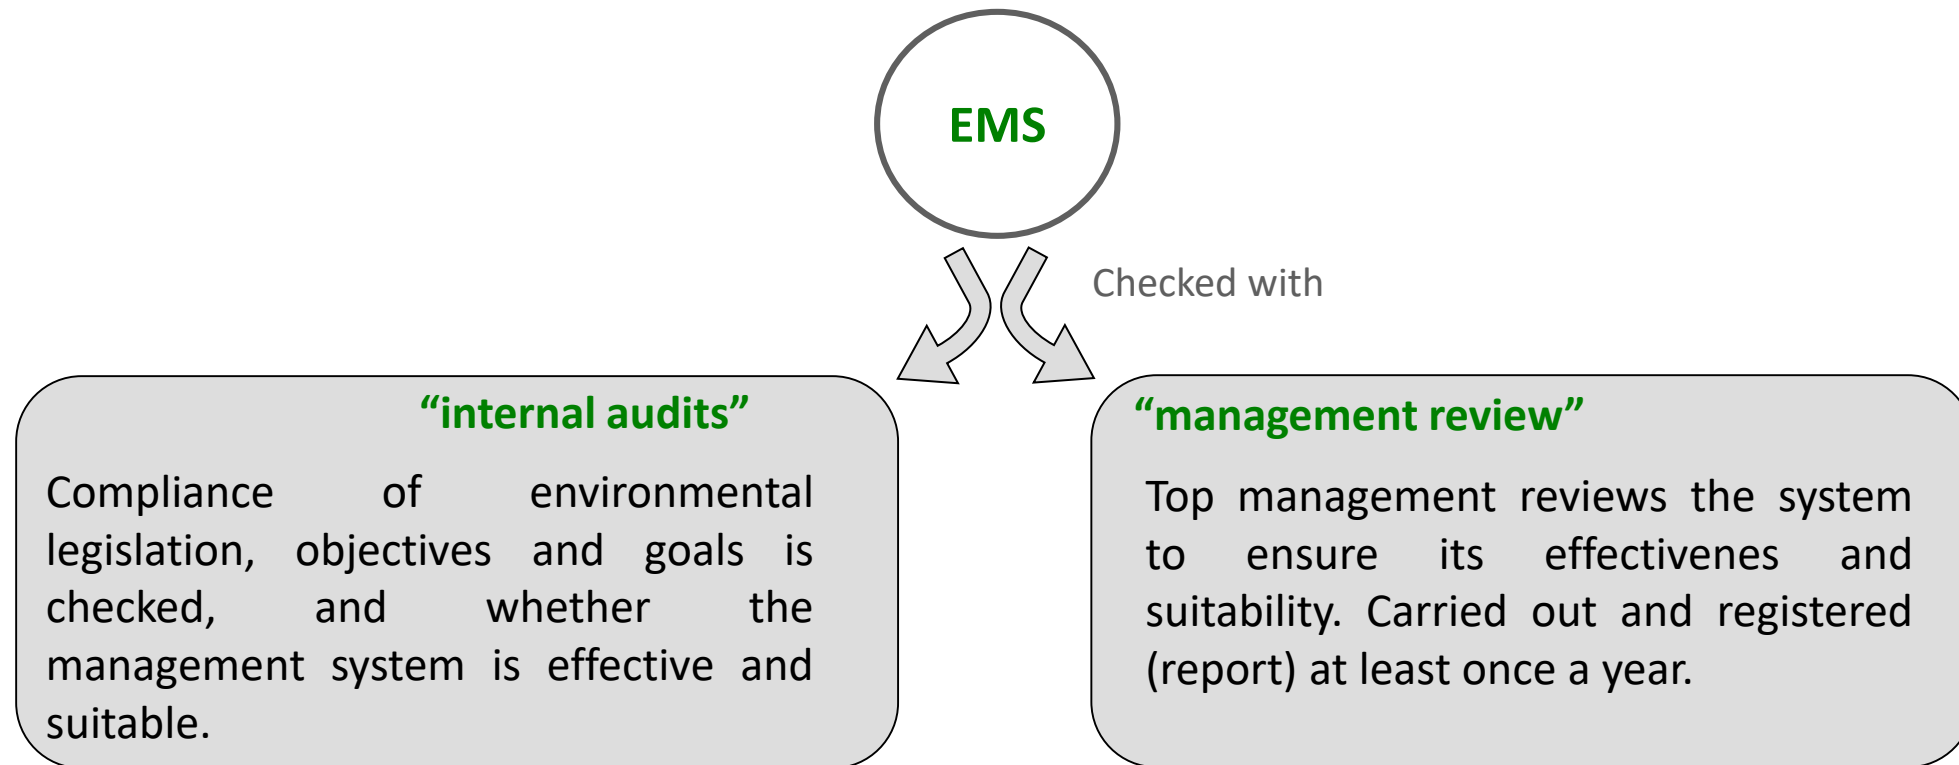 EMS
Checked with
“internal audits”
Compliance of environmental
legislation, objectives and goals is
checked, and whether the
management system is effective and
suitable.
“management review”
Top management reviews the system
to ensure its effectivenes and
suitability. Carried out and registered
(report) at least once a year.